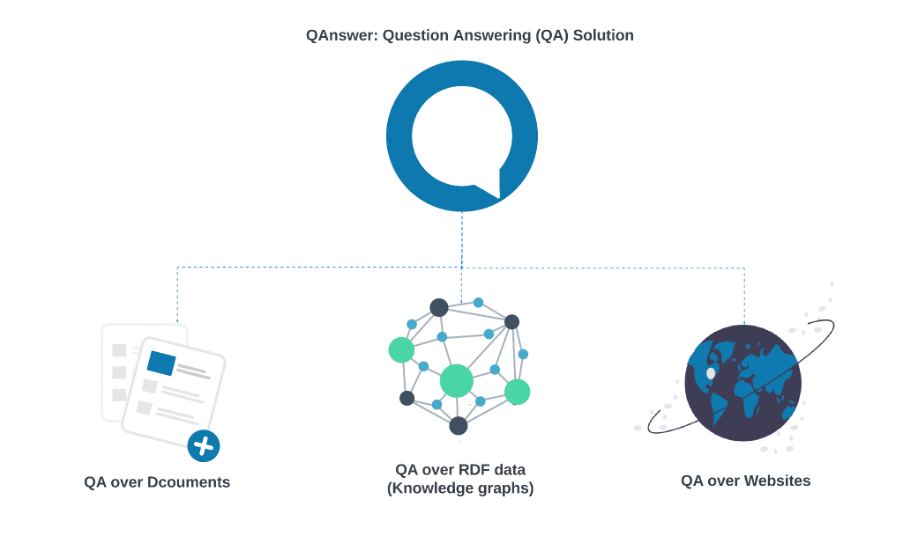 QAnswer: Question Answering (QA) Solution
QA over Dcouments
QA over RDF data
(Knowledge graphs)
QA over Websites